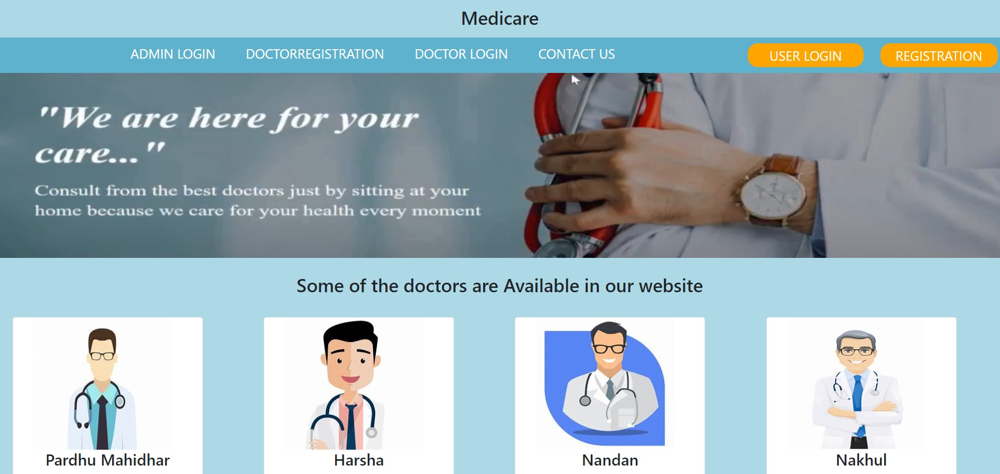 Medicare
ADMIN LOGIN DOCTORREGISTRATION DOCTOR LOGIN CONTACT US USER LOGIN REGISTRATION
"We are here for your
care..."
Consult from the best doctors just by sitting at your
home because we care for your health every moment
Some of the doctors are Available in our website
Pardhu Mahidhar Harsha Nandan Nakhul